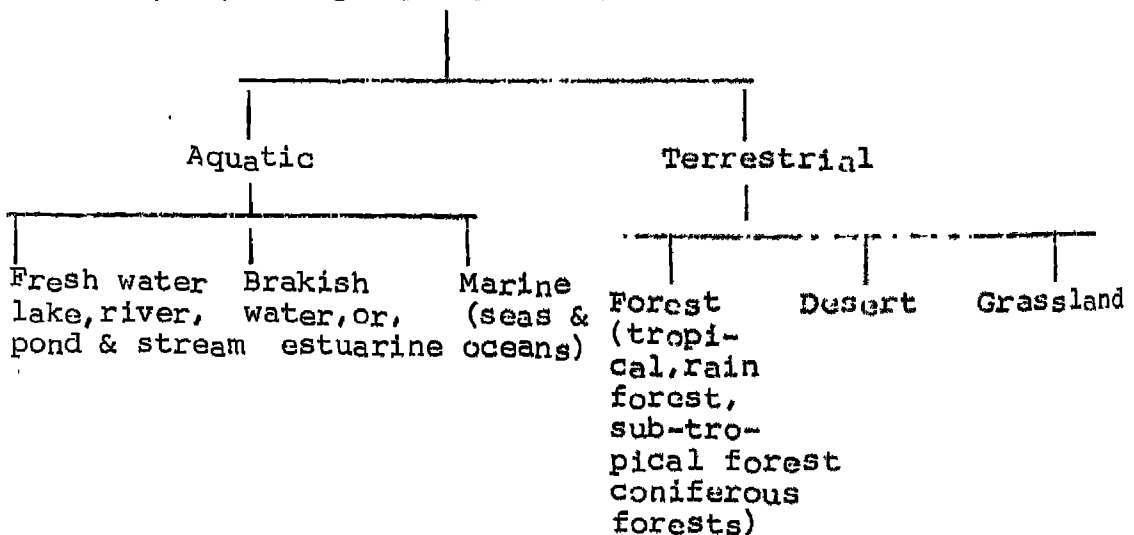 Aquatic
Terrestrial
Fresh water
lake,river,
pond & stream
Brakish
water,or,
estuarine
Marine
(seas &
oceans)
Forest
(tropi-
cal,rain
forest,
sub-tro-
pical forest
coniferous
forests)
Desert
Grassland